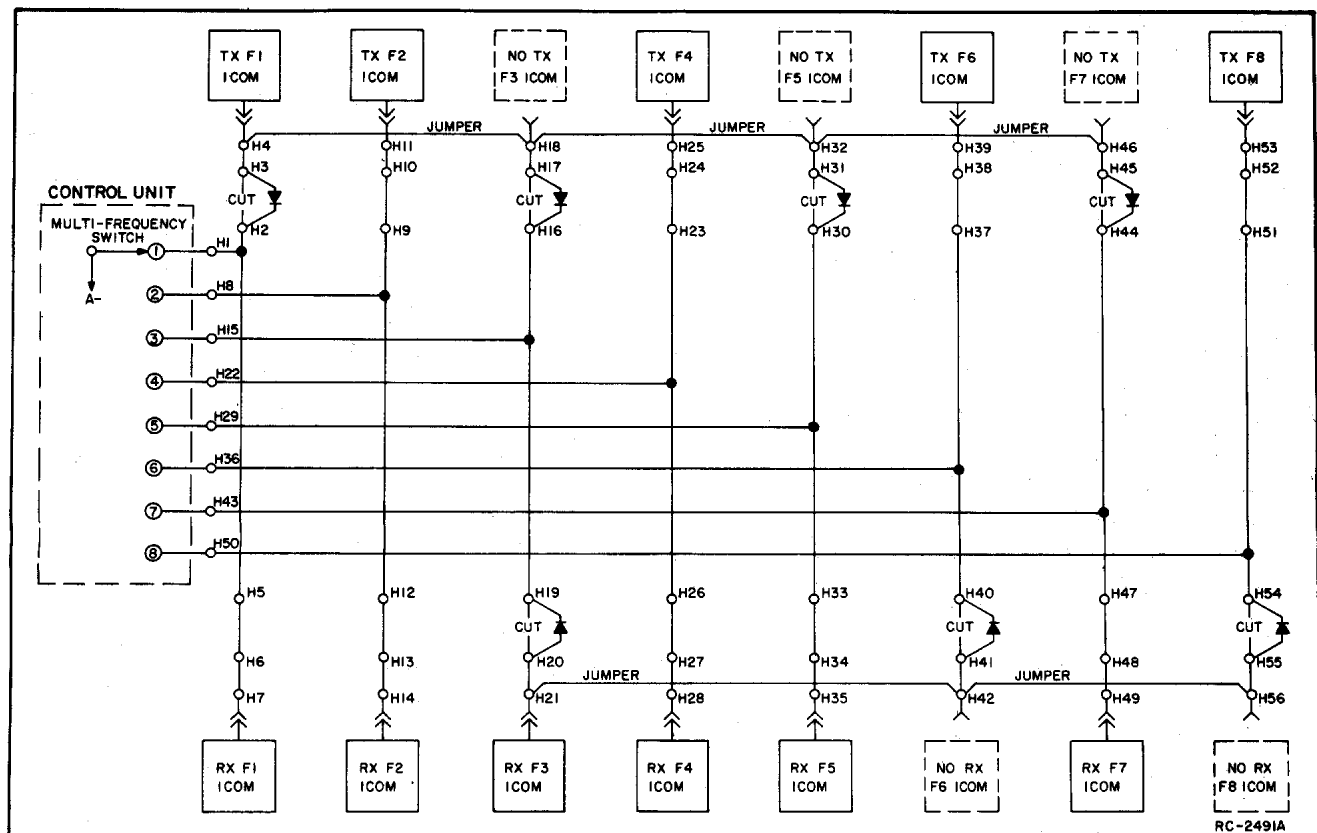 TX F1 ICOM
TX F2 ICOM
NO TX F3 ICOM
TX F4 ICOM
NO TX F5 ICOM
TX F6 ICOM
NO TX F7 ICOM
TX F8 ICOM
JUMPER JUMPER JUMPER
H4 H11 H18 H25 H32 H39 H46 H53
H3 H10 H17 H24 H31 H38 H45 H52
CONTROL UNIT
CUT CUT CUT CUT
MULTI-FREQUENCY
SWITCH
H2 H9 H16 H23 H30 H37 H44 H51
1 H1
A-
2 H8
3 H15
4 H22
5 H29
6 H36
7 H43
8 H50
H5 H12 H19 H26 H33 H40 H47 H54
CUT CUT CUT
H6 H13 H20 H27 H34 H41 H48 H55
JUMPER JUMPER
H7 H14 H21 H28 H35 H42 H49 H56
RX F1 ICOM
RX F2 ICOM
RX F3 ICOM
RX F4 ICOM
RX F5 ICOM
NO RX F6 ICOM
RX F7 ICOM
NO RX F8 ICOM
RC-2491A